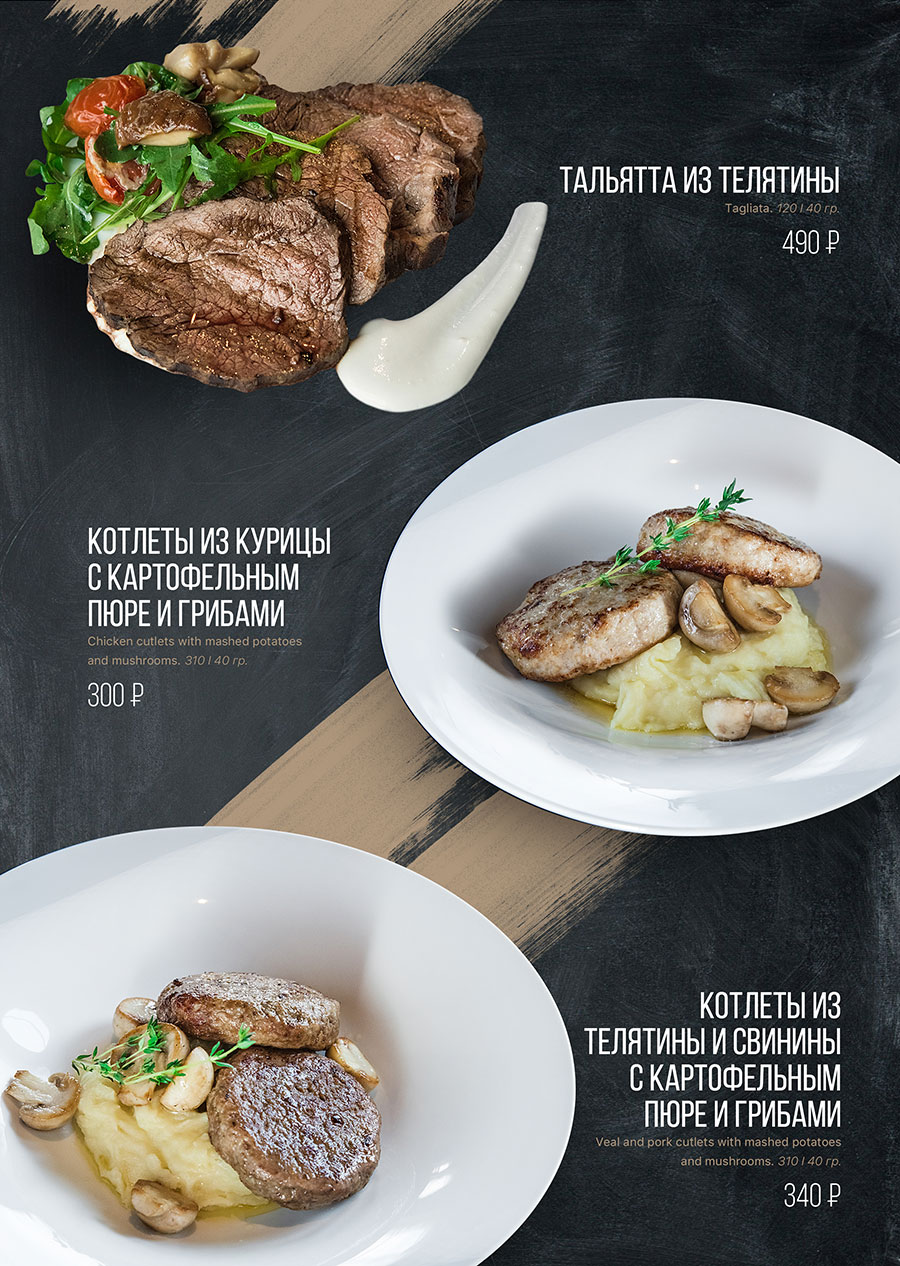 ТАЛЬЯТТА ИЗ ТЕЛЯТИНЫ
Tagliata. 120 | 40 гр.
490 ₽
КОТЛЕТЫ ИЗ КУРИЦЫ
С КАРТОФЕЛЬНЫМ
ПЮРЕ И ГРИБАМИ
Chicken cutlets with mashed potatoes
and mushrooms. 310 | 40 гр.
300 ₽
КОТЛЕТЫ ИЗ
ТЕЛЯТИНЫ И СВИНИНЫ
С КАРТОФЕЛЬНЫМ
ПЮРЕ И ГРИБАМИ
Veal and pork cutlets with mashed potatoes
and mushrooms. 310 | 40 гр.
340 ₽